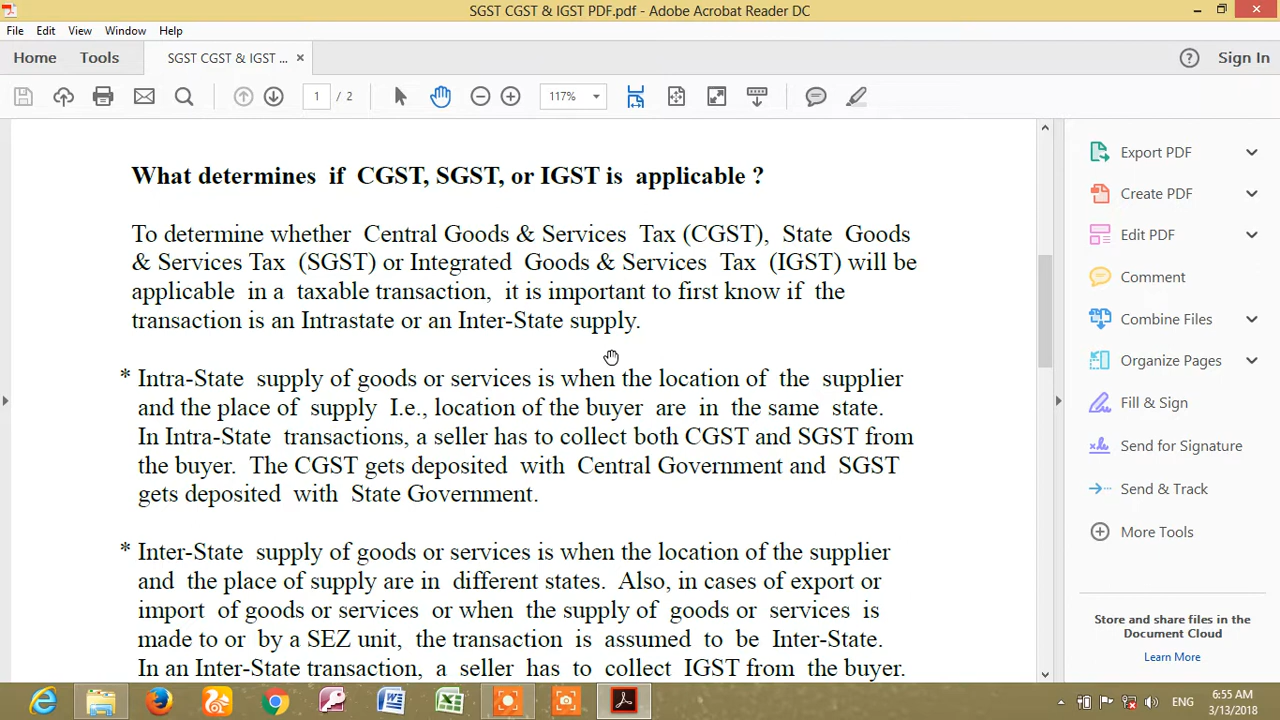 SGST CGST & IGST PDF.pdf - Adobe Acrobat Reader DC
File Edit View Window Help
Home Tools SGST CGST & IGST ... × Sign In
1 / 2 117%
What determines if CGST, SGST, or IGST is applicable ?
To determine whether Central Goods & Services Tax (CGST), State Goods
& Services Tax (SGST) or Integrated Goods & Services Tax (IGST) will be
applicable in a taxable transaction, it is important to first know if the
transaction is an Intrastate or an Inter-State supply.
* Intra-State supply of goods or services is when the location of the supplier
and the place of supply I.e., location of the buyer are in the same state.
In Intra-State transactions, a seller has to collect both CGST and SGST from
the buyer. The CGST gets deposited with Central Government and SGST
gets deposited with State Government.
* Inter-State supply of goods or services is when the location of the supplier
and the place of supply are in different states. Also, in cases of export or
import of goods or services or when the supply of goods or services is
made to or by a SEZ unit, the transaction is assumed to be Inter-State.
In an Inter-State transaction, a seller has to collect IGST from the buyer.
Export PDF
Create PDF
Edit PDF
Comment
Combine Files
Organize Pages
Fill & Sign
Send for Signature
Send & Track
More Tools
Store and share files in the
Document Cloud
Learn More
ENG
6:55 AM
3/13/2018